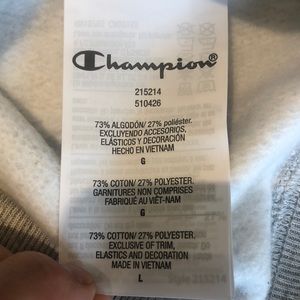 Champion®
215214
510426
73% ALGODÓN/ 27% poliéster.
EXCLUYENDO ACCESORIOS,
ELÁSTICOS Y DECORACIÓN
HECHO EN VIETNAM
G
73% COTON/ 27% POLYESTER.
GARNITURES NON COMPRISES
FABRIQUÉ AU VIÊT-NAM
G
73% COTTON/ 27% POLYESTER.
EXCLUSIVE OF TRIM,
ELASTICS AND DECORATION
MADE IN VIETNAM
L
Style 215214